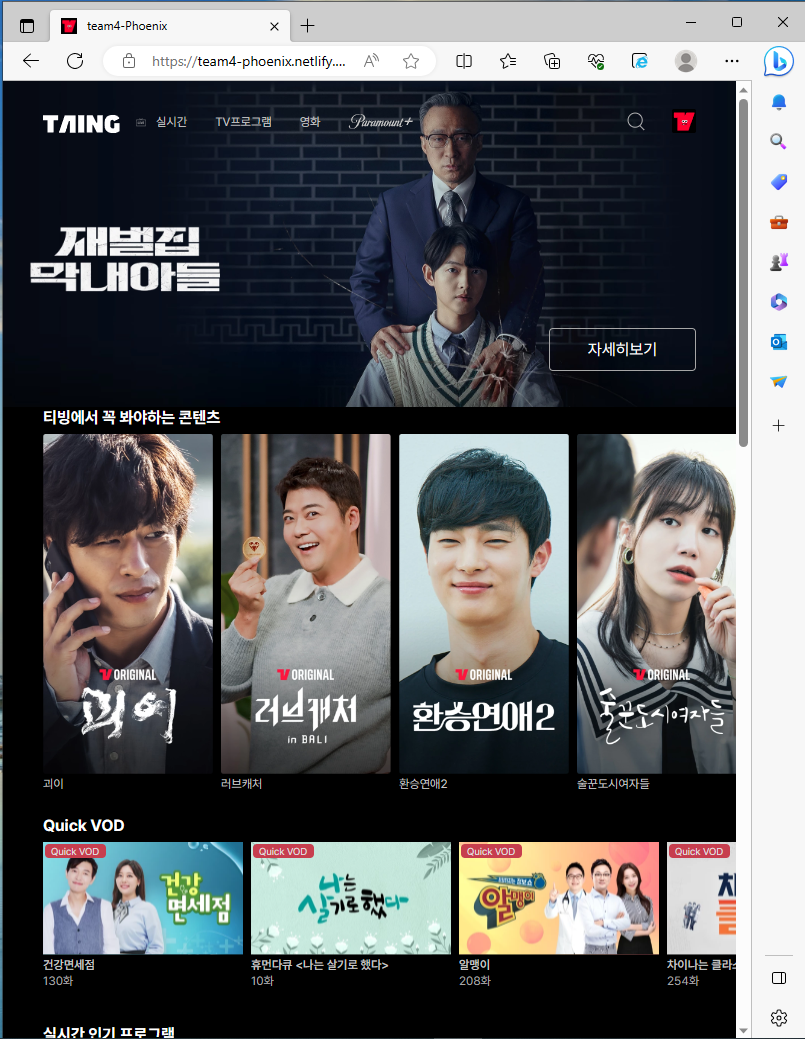 team4-Phoenix
https://team4-phoenix.netlify....
TAING
실시간
TV프로그램
영화
Paramount+
재벌집
막내아들
자세히보기
티빙에서 꼭 봐야하는 콘텐츠
ORIGINAL
괴이
ORIGINAL
러브캐처
in BALI
ORIGINAL
환승연애2
ORIGINAL
술꾼도시여자들
괴이
러브캐처
환승연애2
술꾼도시여자들
Quick VOD
Quick VOD
건강
면세점
Quick VOD
나는
살기로 했다
Quick VOD
알맹이
Quick VOD
건강면세점
130화
휴먼다큐 <나는 살기로 했다>
10화
알맹이
208화
차이나는 클라스
254화
실시간 인기 프로그램